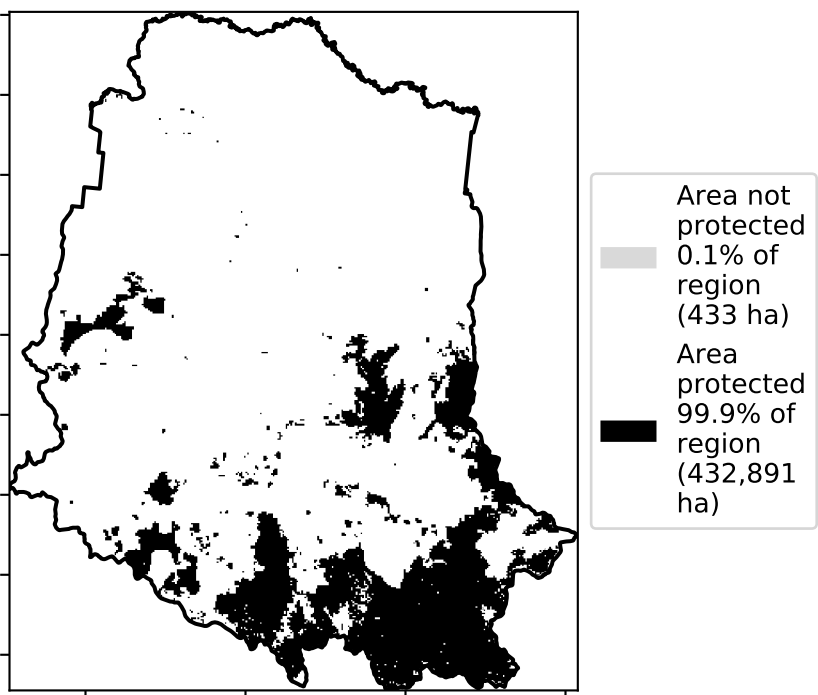 Area not
protected
0.1% of
region
(433 ha)
Area
protected
99.9% of
region
(432,891
ha)